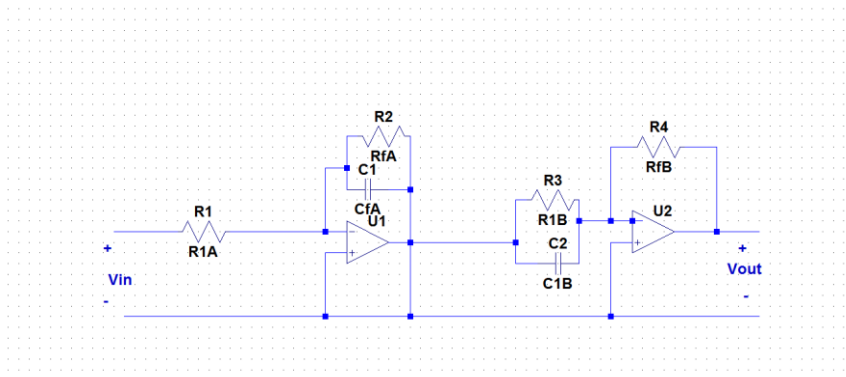 R2
RfA
C1
CfA
U1
R1
R1A
+
Vin
-
-
+
R3
R1B
C2
C1B
R4
RfB
U2
-
+
+
Vout
-